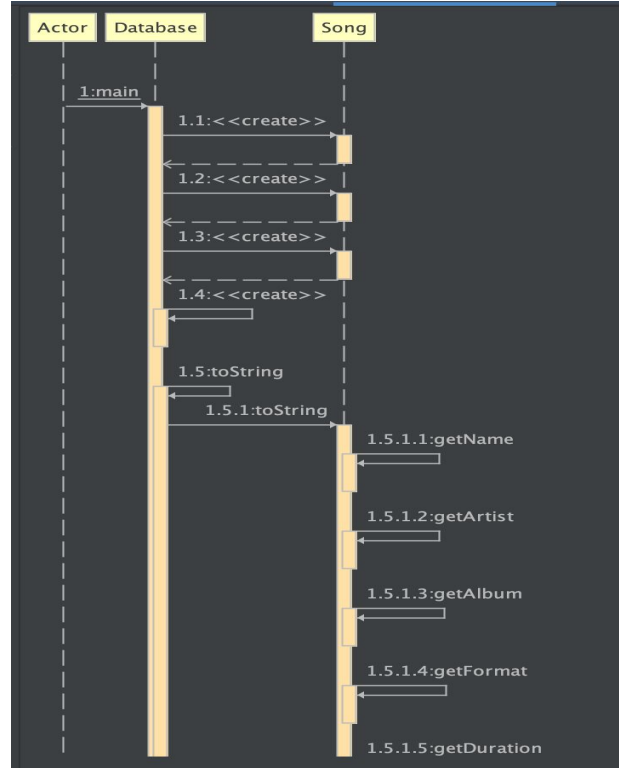 Actor Database Song
1:main
1.1:<<create>>
1.2:<<create>>
1.3:<<create>>
1.4:<<create>>
1.5:toString
1.5.1:toString
1.5.1.1:getName
1.5.1.2:getArtist
1.5.1.3:getAlbum
1.5.1.4:getFormat
1.5.1.5:getDuration